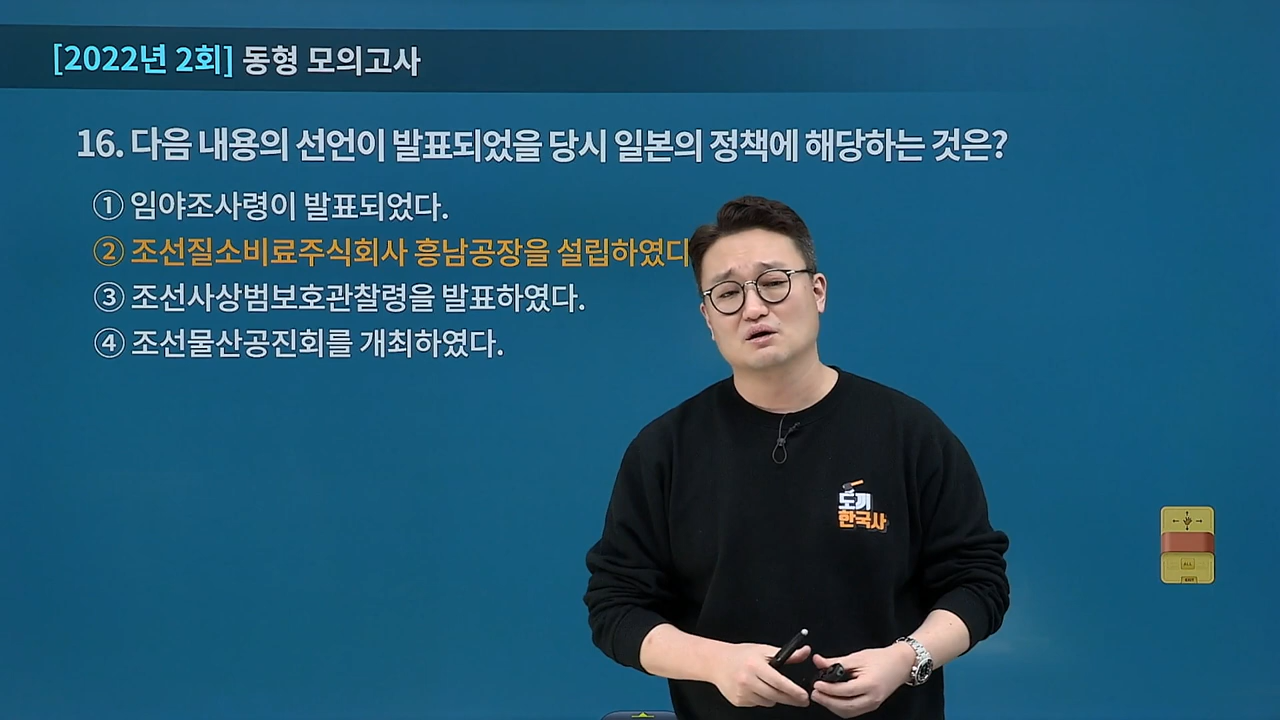 [2022년 2회] 동형 모의고사
16. 다음 내용의 선언이 발표되었을 당시 일본의 정책에 해당하는 것은?
① 임야조사령이 발표되었다.
② 조선질소비료주식회사 흥남공장을 설립하였다
③ 조선사상범보호관찰령을 발표하였다.
④ 조선물산공진회를 개최하였다.
도끼
한국사
ALL